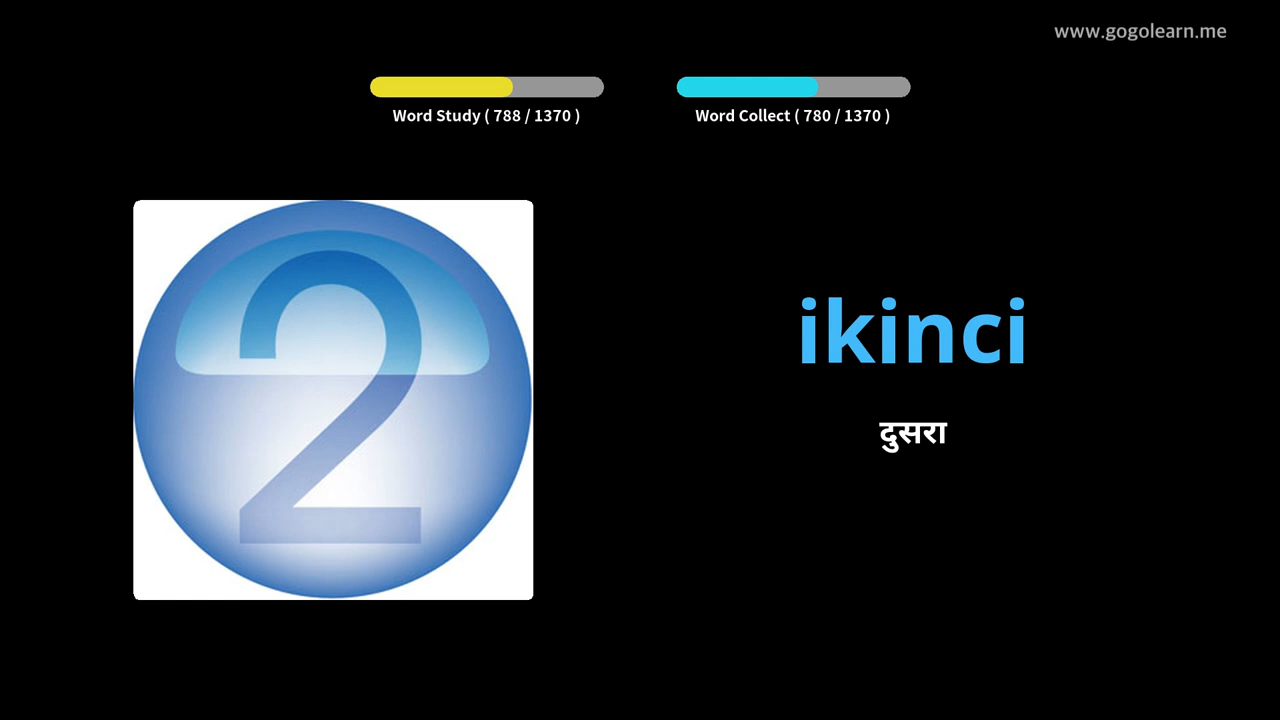 www.gogolearn.me
Word Study ( 788 / 1370 )
Word Collect ( 780 / 1370 )
2
ikinci
दुसरा